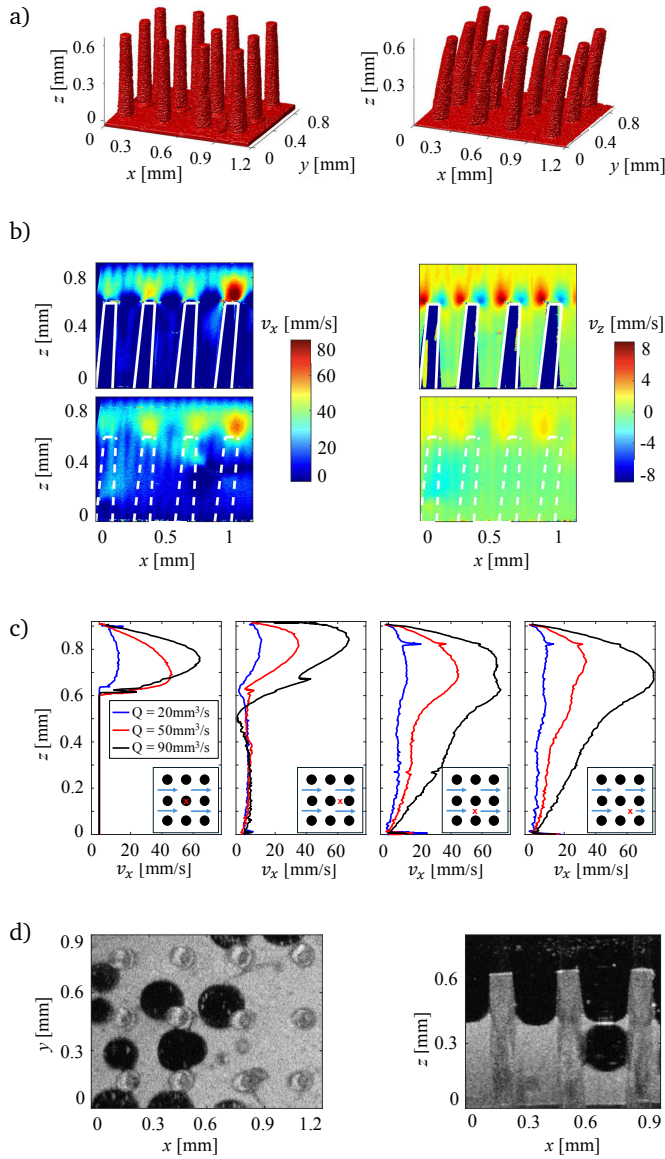 a)
0.6
0.3
0
z [mm]
0
0.3
0.6
0.9
1.2
x [mm]
0
0.4
0.8
y [mm]
0.6
0.3
0
z [mm]
0
0.3
0.6
0.9
1.2
x [mm]
0
0.4
0.8
y [mm]
b)
0.8
0.4
0
z [mm]
v_x [mm/s]
80
60
40
20
0
v_z [mm/s]
8
4
0
-4
-8
0.8
0.4
0
z [mm]
0 0.5 1
x [mm]
0 0.5 1
x [mm]
c)
0.8
0.6
0.4
0.2
0
z [mm]
Q = 20mm³/s
Q = 50mm³/s
Q = 90mm³/s
x
x
x
x
0 20 40 60
0 20 40 60
0 20 40 60
0 20 40 60
v_x [mm/s]
v_x [mm/s]
v_x [mm/s]
v_x [mm/s]
d)
0.9
0.6
0.3
0
y [mm]
0 0.3 0.6 0.9 1.2
x [mm]
0.6
0.3
0
z [mm]
0 0.3 0.6 0.9
x [mm]